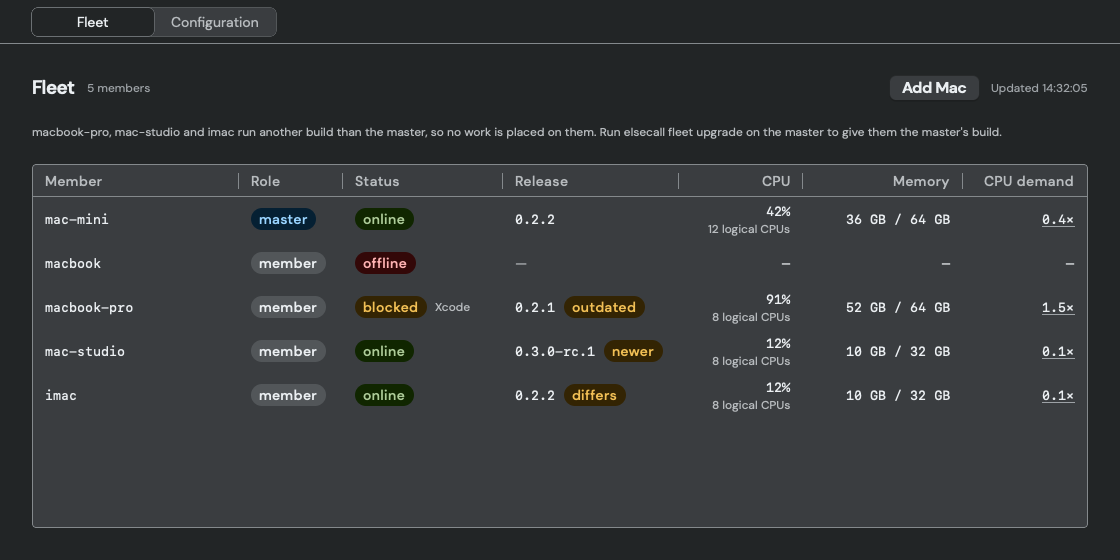 Fleet Configuration
Fleet 5 members Add Mac Updated 14:32:05
macbook-pro, mac-studio and imac run another build than the master, so no work is placed on them. Run elsecall fleet upgrade on the master to give them the master's build.
Member Role Status Release CPU Memory CPU demand
mac-mini master online 0.2.2 42% 36 GB / 64 GB 0.4×
12 logical CPUs
macbook member offline — — — —
macbook-pro member blocked Xcode 0.2.1 outdated 91% 52 GB / 64 GB 1.5×
8 logical CPUs
mac-studio member online 0.3.0-rc.1 newer 12% 10 GB / 32 GB 0.1×
8 logical CPUs
imac member online 0.2.2 differs 12% 10 GB / 32 GB 0.1×
8 logical CPUs